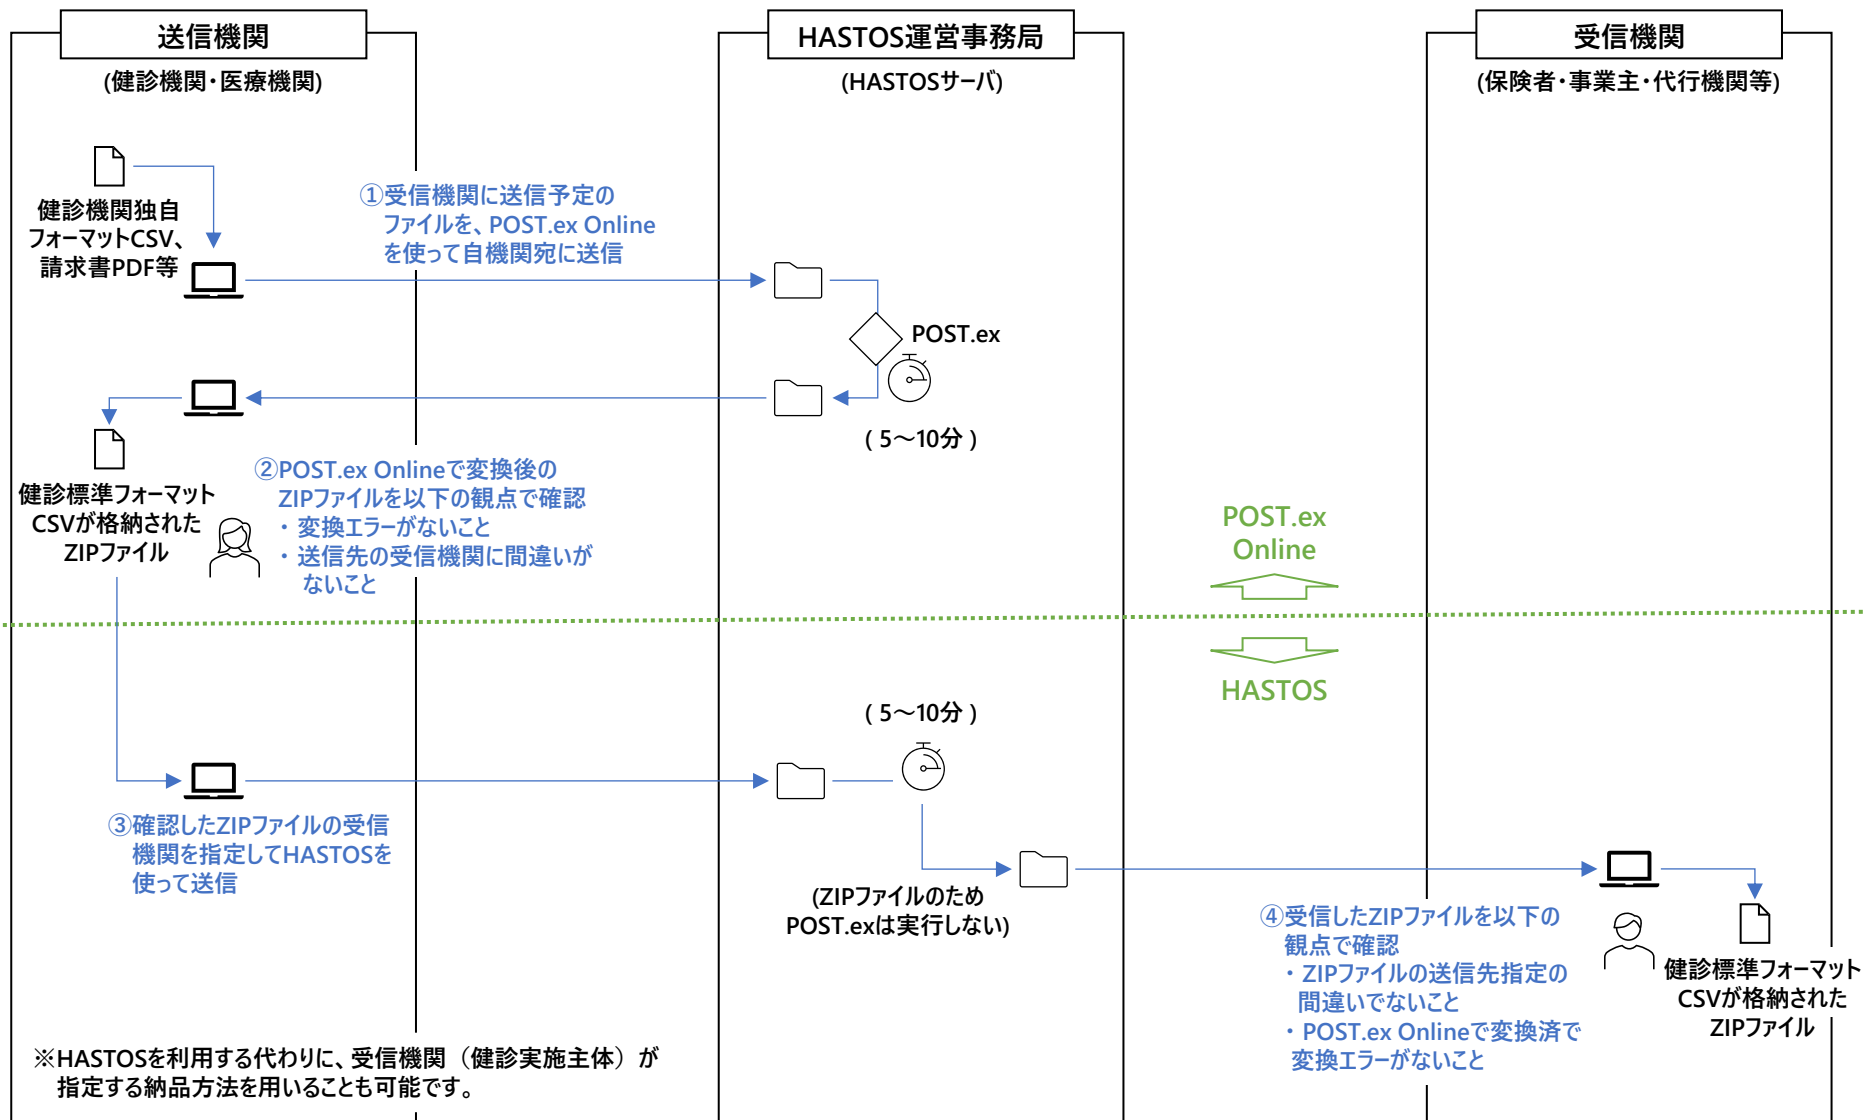 送信機関
(健診機関・医療機関)
HASTOS運営事務局
(HASTOSサーバ)
受信機関
(保険者・事業主・代行機関等)
健診機関独自
フォーマットCSV、
請求書PDF等
①受信機関に送信予定の
ファイルを、POST.ex Online
を使って自機関宛に送信
POST.ex
( 5～10分 )
②POST.ex Onlineで変換後の
ZIPファイルを以下の観点で確認
・ 変換エラーがないこと
・ 送信先の受信機関に間違いが
ないこと
健診標準フォーマット
CSVが格納された
ZIPファイル
POST.ex
Online
HASTOS
( 5～10分 )
③確認したZIPファイルの受信
機関を指定してHASTOSを
使って送信
(ZIPファイルのため
POST.exは実行しない)
④受信したZIPファイルを以下の
観点で確認
・ ZIPファイルの送信先指定の
間違いでないこと
・ POST.ex Onlineで変換済で
変換エラーがないこと
健診標準フォーマット
CSVが格納された
ZIPファイル
※HASTOSを利用する代わりに、受信機関（健診実施主体）が
指定する納品方法を用いることも可能です。